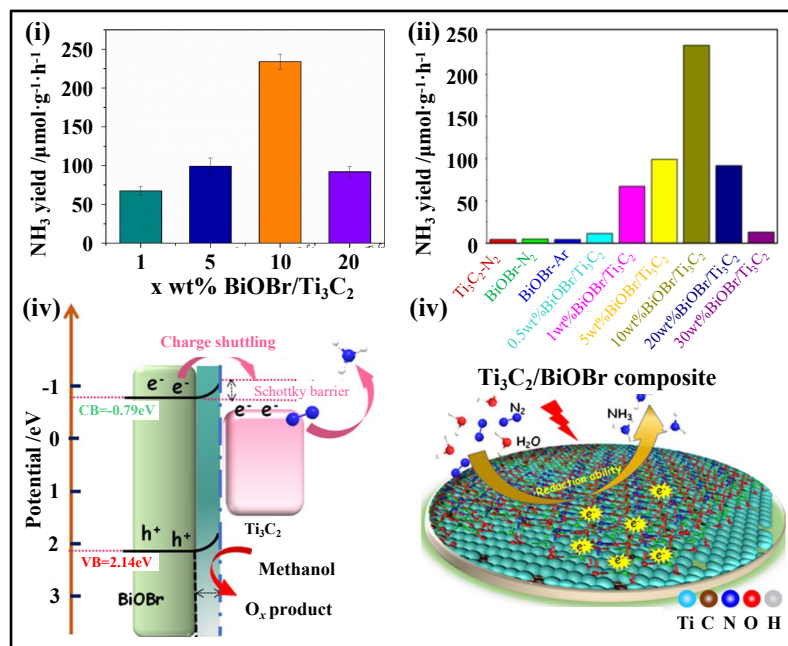 (i)
NH₃ yield /μmol·g⁻¹·h⁻¹
250
200
150
100
50
0
1 5 10 20
x wt% BiOBr/Ti₃C₂
(ii)
NH₃ yield /μmol·g⁻¹·h⁻¹
250
200
150
100
50
0
Ti₃C₂-N₂
BiOBr-N₂
BiOBr-Ar
0.5wt%BiOBr/Ti₃C₂
1wt%BiOBr/Ti₃C₂
5wt%BiOBr/Ti₃C₂
10wt%BiOBr/Ti₃C₂
20wt%BiOBr/Ti₃C₂
30wt%BiOBr/Ti₃C₂
(iv)
Potential /eV
-1
0
1
2
3
Charge shuttling
e⁻ e⁻
Schottky barrier
CB=-0.79eV
e⁻ e⁻
Ti₃C₂
h⁺ h⁺
VB=2.14eV
Methanol
Oₓ product
BiOBr
(iv)
Ti₃C₂/BiOBr composite
N₂
H₂O
NH₃
Reduction ability
e⁻
e⁻
e⁻
e⁻
e⁻
e⁻
Ti C N O H